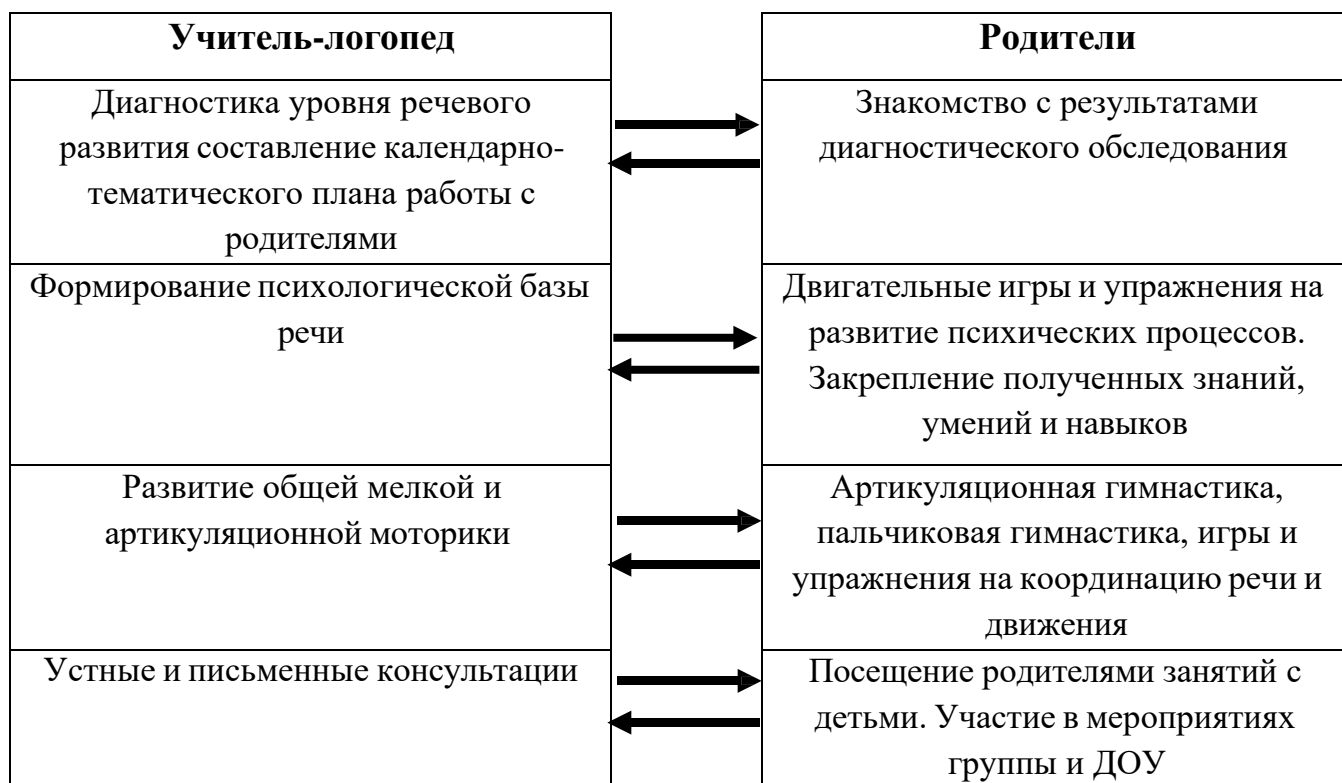 Учитель-логопед
Родители
Диагностика уровня речевого
развития составление календарно-
тематического плана работы с
родителями
Знакомство с результатами
диагностического обследования
Формирование психологической базы
речи
Двигательные игры и упражнения на
развитие психических процессов.
Закрепление полученных знаний,
умений и навыков
Развитие общей мелкой и
артикуляционной моторики
Артикуляционная гимнастика,
пальчиковая гимнастика, игры и
упражнения на координацию речи и
движения
Устные и письменные консультации
Посещение родителями занятий с
детьми. Участие в мероприятиях
группы и ДОУ